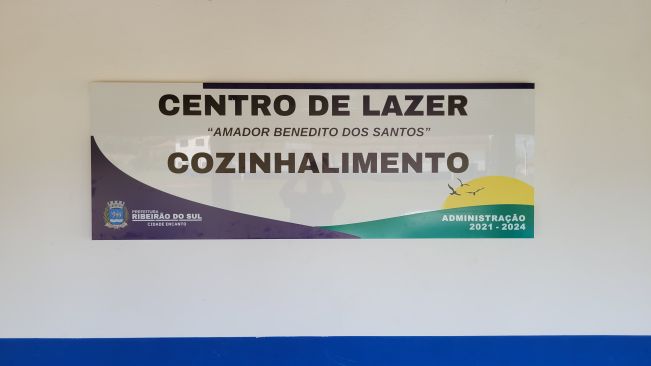 CENTRO DE LAZER
“AMADOR BENEDITO DOS SANTOS”
COZINHALIMENTO
PREFEITURA
RIBEIRÃO DO SUL
CIDADE ENCANTO
ADMINISTRAÇÃO
2021 - 2024